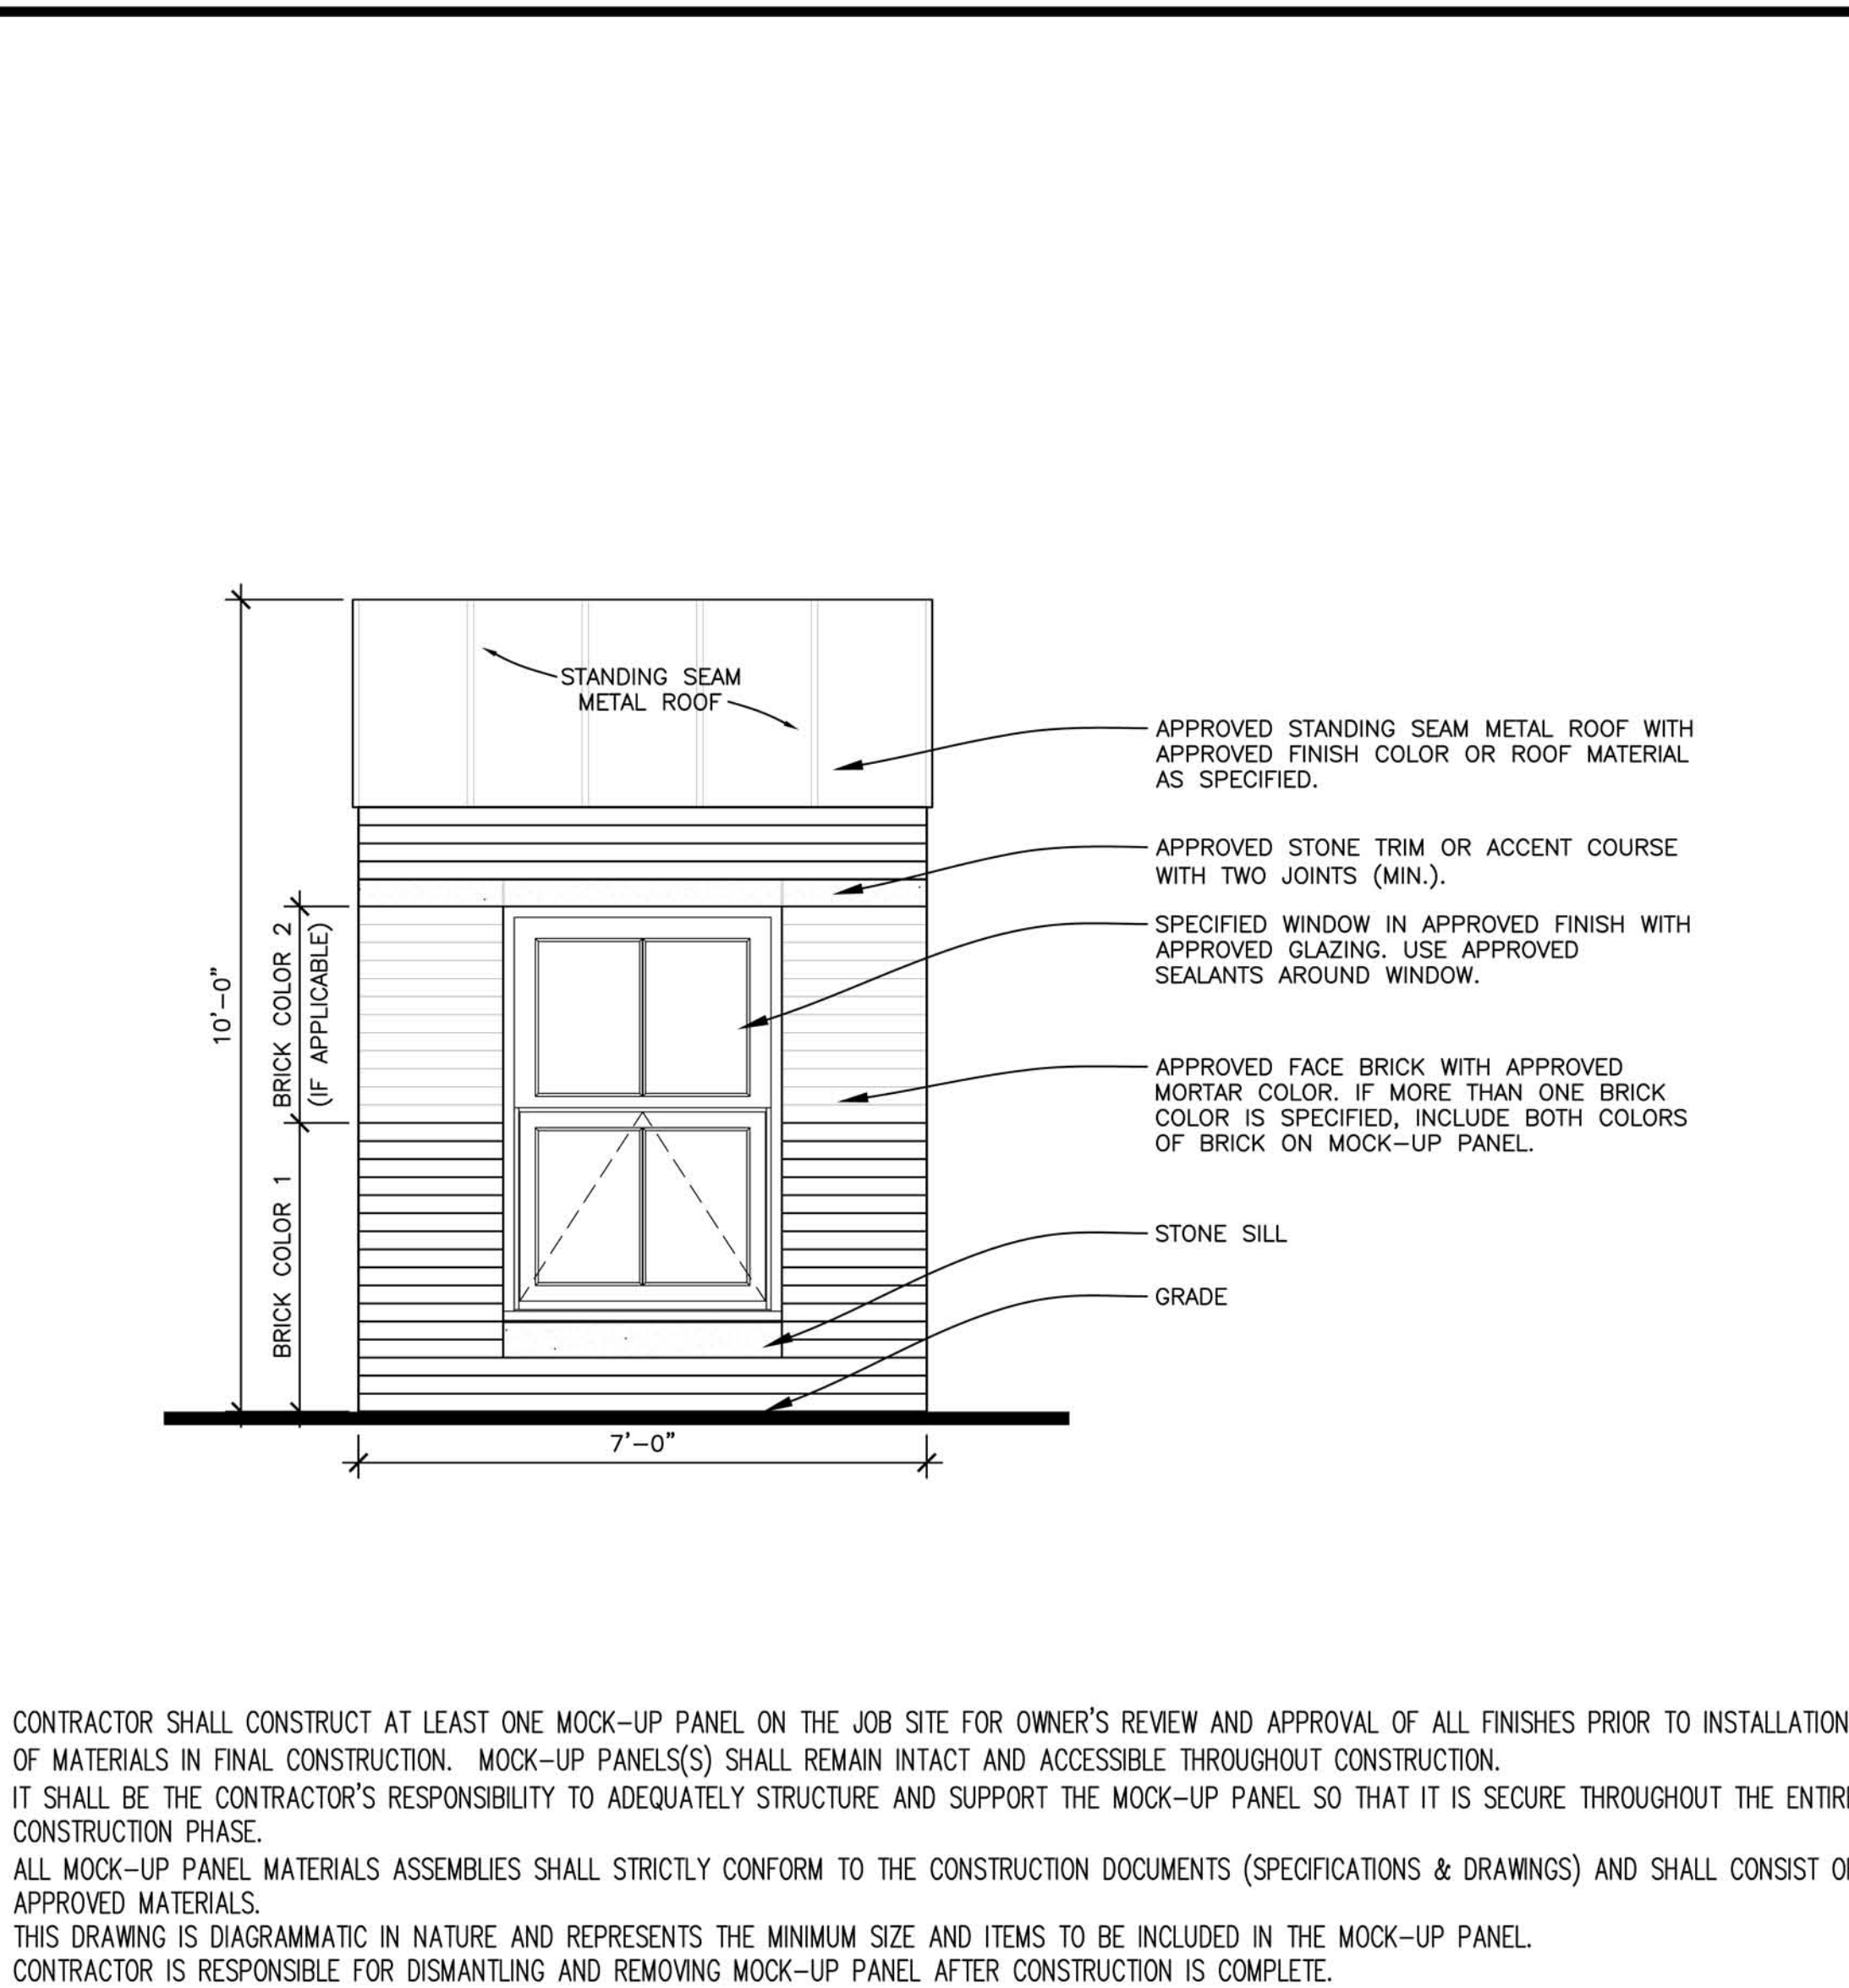 STANDING SEAM
METAL ROOF
APPROVED STANDING SEAM METAL ROOF WITH
APPROVED FINISH COLOR OR ROOF MATERIAL
AS SPECIFIED.
APPROVED STONE TRIM OR ACCENT COURSE
WITH TWO JOINTS (MIN.).
SPECIFIED WINDOW IN APPROVED FINISH WITH
APPROVED GLAZING. USE APPROVED
SEALANTS AROUND WINDOW.
APPROVED FACE BRICK WITH APPROVED
MORTAR COLOR. IF MORE THAN ONE BRICK
COLOR IS SPECIFIED, INCLUDE BOTH COLORS
OF BRICK ON MOCK-UP PANEL.
STONE SILL
GRADE
10'-0"
BRICK COLOR 2
(IF APPLICABLE)
BRICK COLOR 1
7'-0"
CONTRACTOR SHALL CONSTRUCT AT LEAST ONE MOCK-UP PANEL ON THE JOB SITE FOR OWNER'S REVIEW AND APPROVAL OF ALL FINISHES PRIOR TO INSTALLATION
OF MATERIALS IN FINAL CONSTRUCTION. MOCK-UP PANELS(S) SHALL REMAIN INTACT AND ACCESSIBLE THROUGHOUT CONSTRUCTION.
IT SHALL BE THE CONTRACTOR'S RESPONSIBILITY TO ADEQUATELY STRUCTURE AND SUPPORT THE MOCK-UP PANEL SO THAT IT IS SECURE THROUGHOUT THE ENTIRE
CONSTRUCTION PHASE.
ALL MOCK-UP PANEL MATERIALS ASSEMBLIES SHALL STRICTLY CONFORM TO THE CONSTRUCTION DOCUMENTS (SPECIFICATIONS & DRAWINGS) AND SHALL CONSIST OF
APPROVED MATERIALS.
THIS DRAWING IS DIAGRAMMATIC IN NATURE AND REPRESENTS THE MINIMUM SIZE AND ITEMS TO BE INCLUDED IN THE MOCK-UP PANEL.
CONTRACTOR IS RESPONSIBLE FOR DISMANTLING AND REMOVING MOCK-UP PANEL AFTER CONSTRUCTION IS COMPLETE.